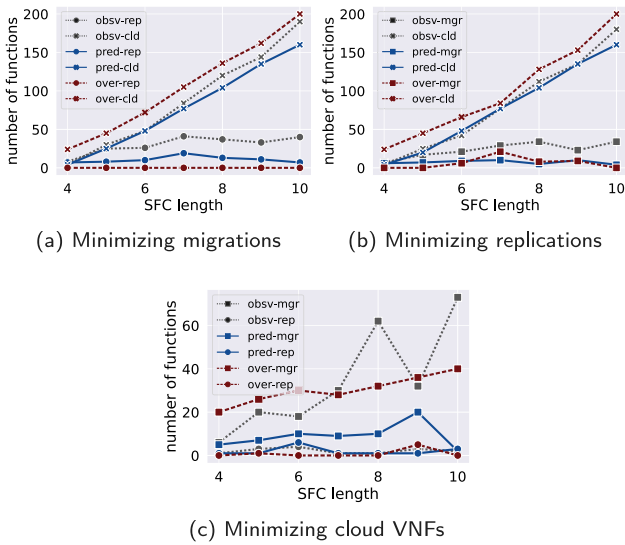 200
150
100
50
0
number of functions
obsv-rep
obsv-cld
pred-rep
pred-cld
over-rep
over-cld
4 6 8 10
SFC length
(a) Minimizing migrations
200
150
100
50
0
number of functions
obsv-mgr
obsv-cld
pred-mgr
pred-cld
over-mgr
over-cld
4 6 8 10
SFC length
(b) Minimizing replications
60
40
20
0
number of functions
obsv-mgr
obsv-rep
pred-mgr
pred-rep
over-mgr
over-rep
4 6 8 10
SFC length
(c) Minimizing cloud VNFs